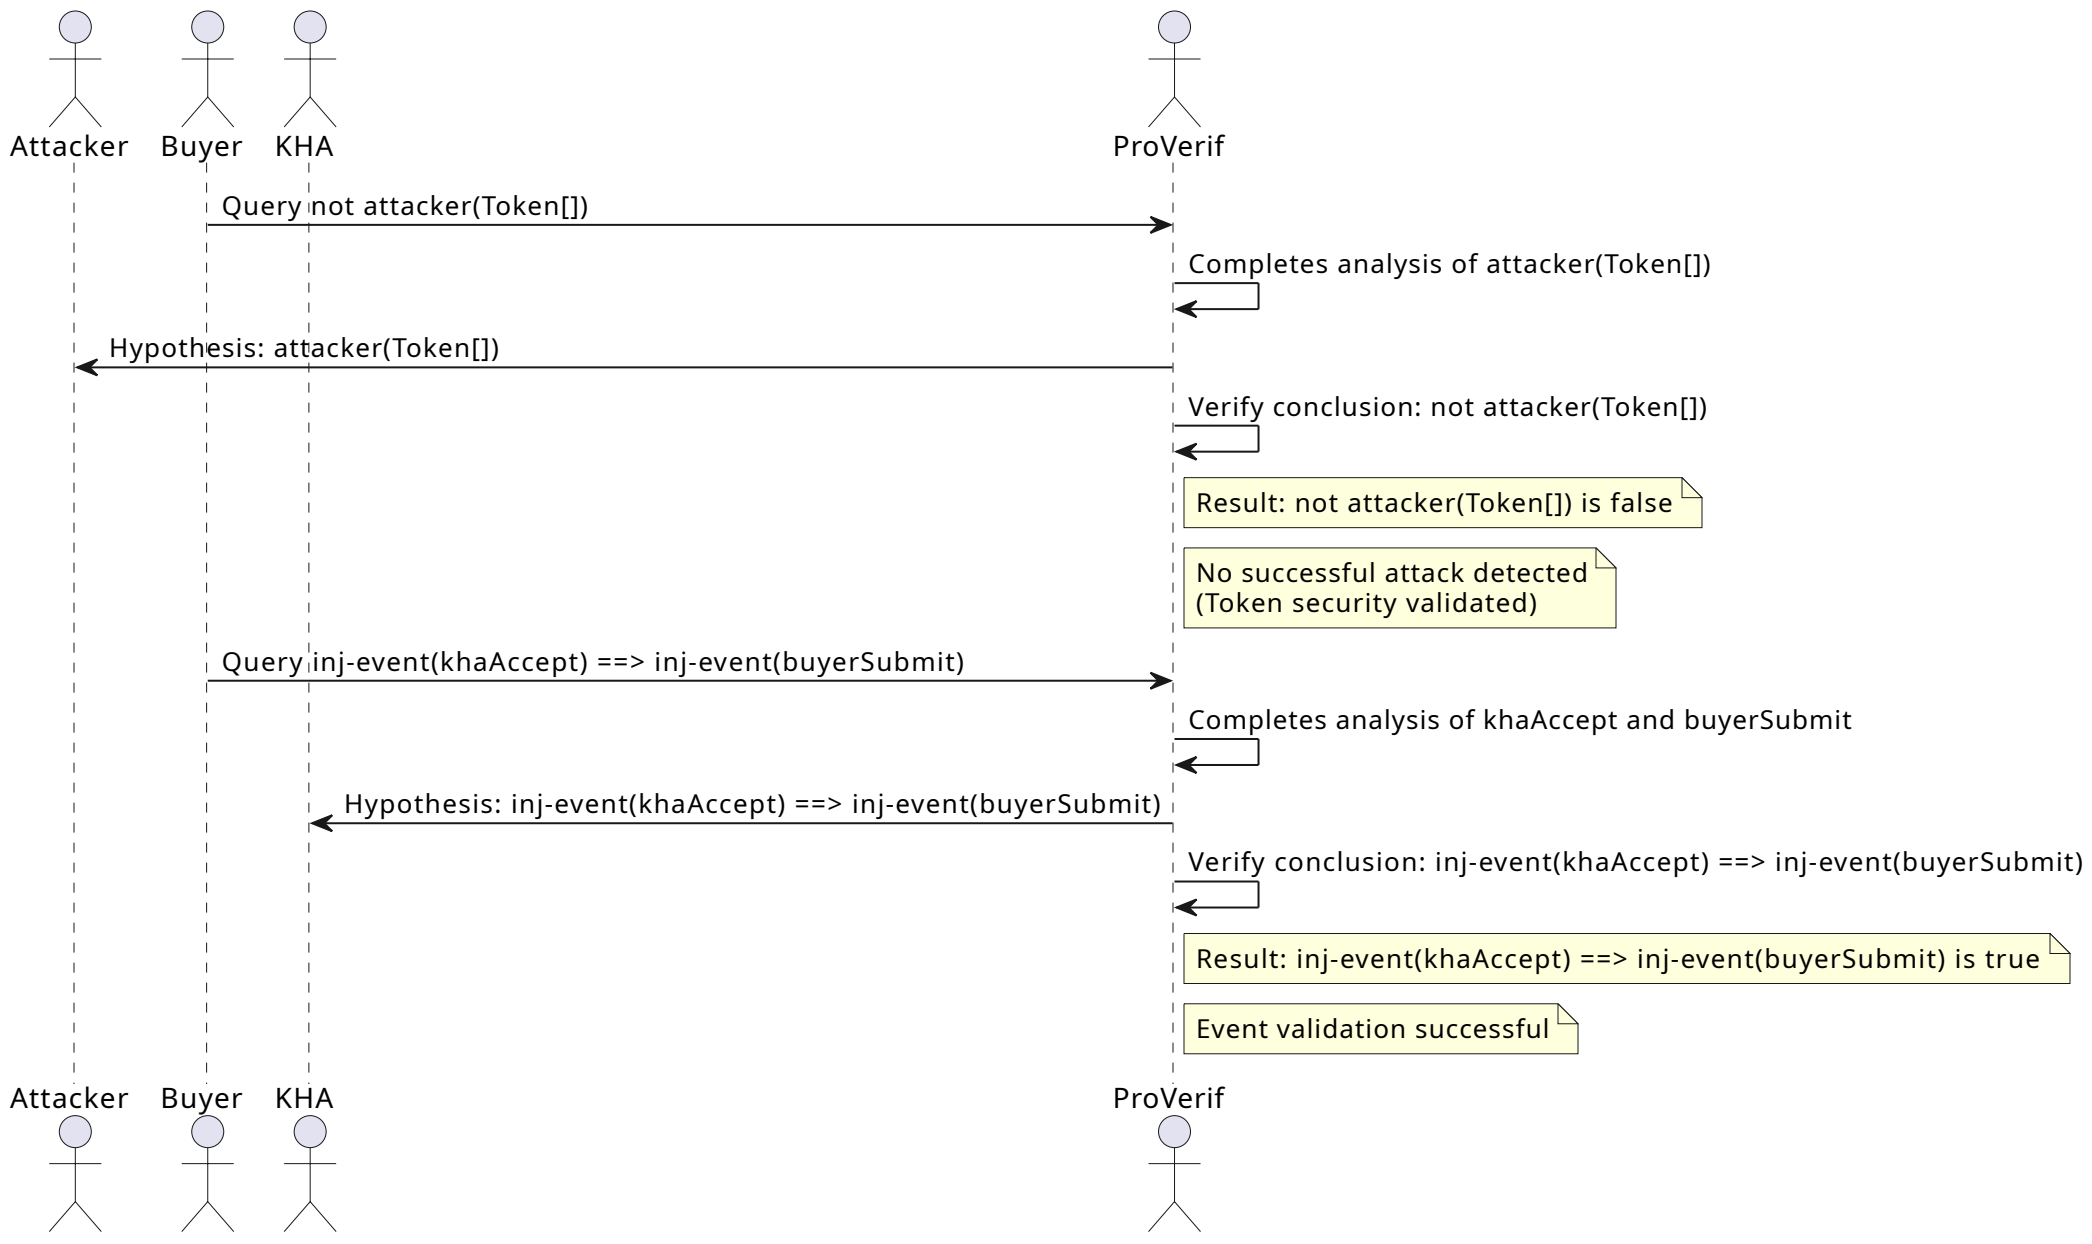 Attacker Buyer KHA ProVerif
Query not attacker(Token[])
Completes analysis of attacker(Token[])
Hypothesis: attacker(Token[])
Verify conclusion: not attacker(Token[])
Result: not attacker(Token[]) is false
No successful attack detected
(Token security validated)
Query inj-event(khaAccept) ==> inj-event(buyerSubmit)
Completes analysis of khaAccept and buyerSubmit
Hypothesis: inj-event(khaAccept) ==> inj-event(buyerSubmit)
Verify conclusion: inj-event(khaAccept) ==> inj-event(buyerSubmit)
Result: inj-event(khaAccept) ==> inj-event(buyerSubmit) is true
Event validation successful
Attacker Buyer KHA ProVerif